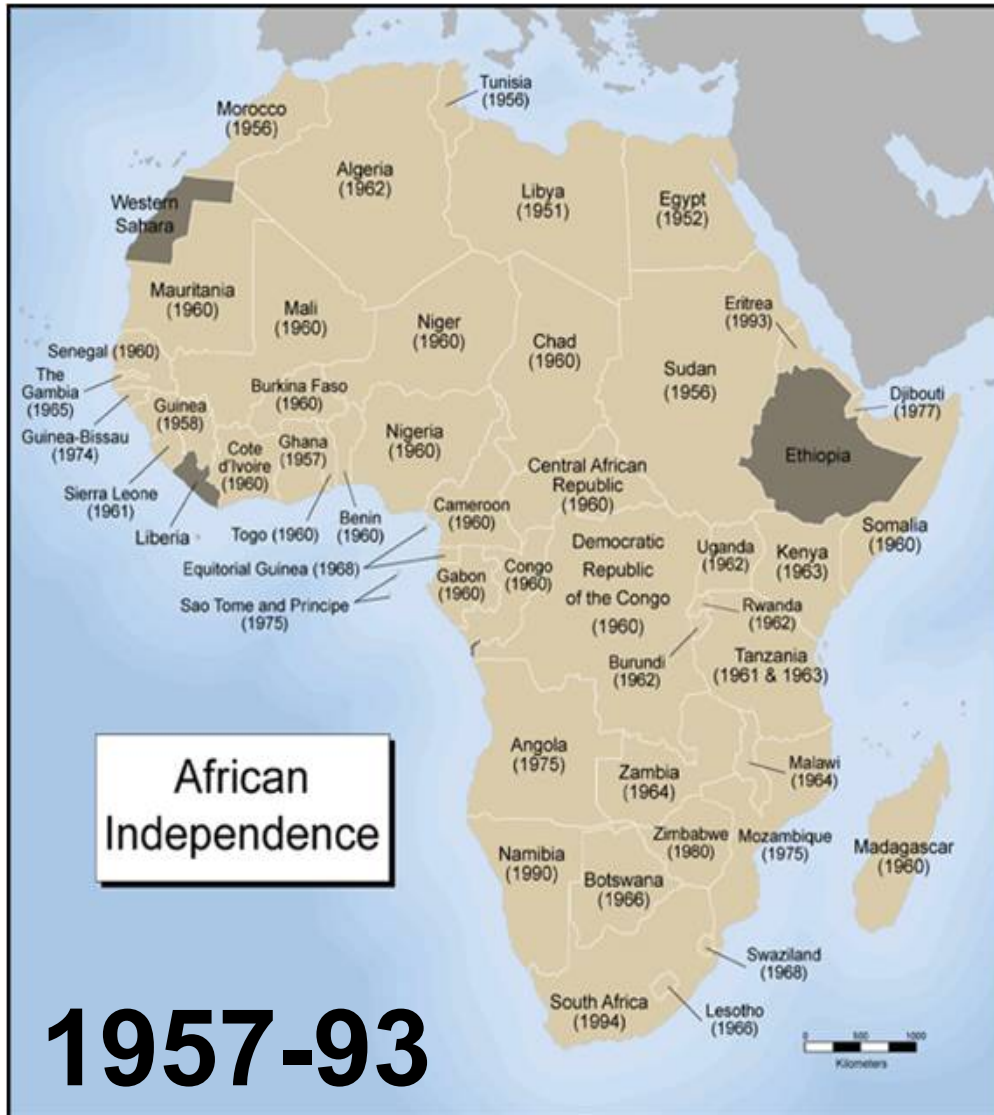 Tunisia
(1956)
Morocco
(1956)
Algeria
(1962)
Libya
(1951)
Egypt
(1952)
Western
Sahara
Mauritania
(1960)
Mali
(1960)
Niger
(1960)
Chad
(1960)
Eritrea
(1993)
Sudan
(1956)
Senegal (1960)
The
Gambia
(1965)
Guinea-Bissau
(1974)
Guinea
(1958)
Burkina Faso
(1960)
Djibouti
(1977)
Cote
d'Ivoire
(1960)
Ghana
(1957)
Nigeria
(1960)
Ethiopia
Sierra Leone
(1961)
Liberia
Togo (1960)
Benin
(1960)
Central African
Republic
(1960)
Cameroon
(1960)
Somalia
(1960)
Equitorial Guinea (1968)
Gabon
(1960)
Congo
(1960)
Democratic
Republic
of the Congo
(1960)
Uganda
(1962)
Kenya
(1963)
Sao Tome and Principe
(1975)
Rwanda
(1962)
Burundi
(1962)
Tanzania
(1961 & 1963)
African
Independence
Angola
(1975)
Zambia
(1964)
Malawi
(1964)
Zimbabwe
(1980)
Mozambique
(1975)
Madagascar
(1960)
Namibia
(1990)
Botswana
(1966)
Swaziland
(1968)
South Africa
(1994)
Lesotho
(1966)
1957-93
0 500 1000
Kilometers